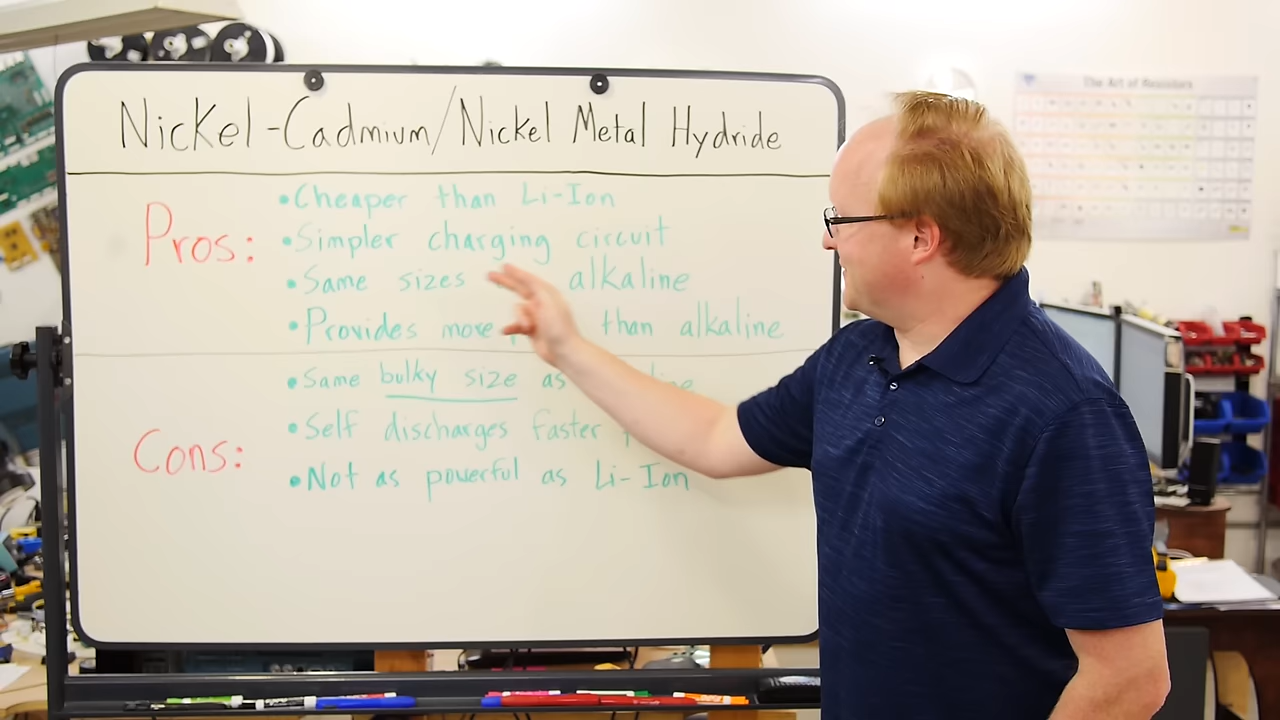 The Art of Resistors
Nickel-Cadmium/Nickel Metal Hydride
Pros:
•Cheaper than Li-Ion
•Simpler charging circuit
•Same sizes alkaline
•Provides more than alkaline
Cons:
•Same bulky size as
•Self discharges faster
•Not as powerful as Li-Ion